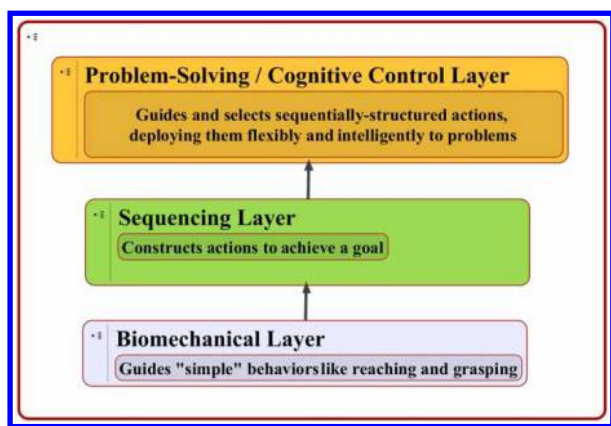 Problem-Solving / Cognitive Control Layer
Guides and selects sequentially-structured actions,
deploying them flexibly and intelligently to problems
Sequencing Layer
Constructs actions to achieve a goal
Biomechanical Layer
Guides "simple" behaviors like reaching and grasping